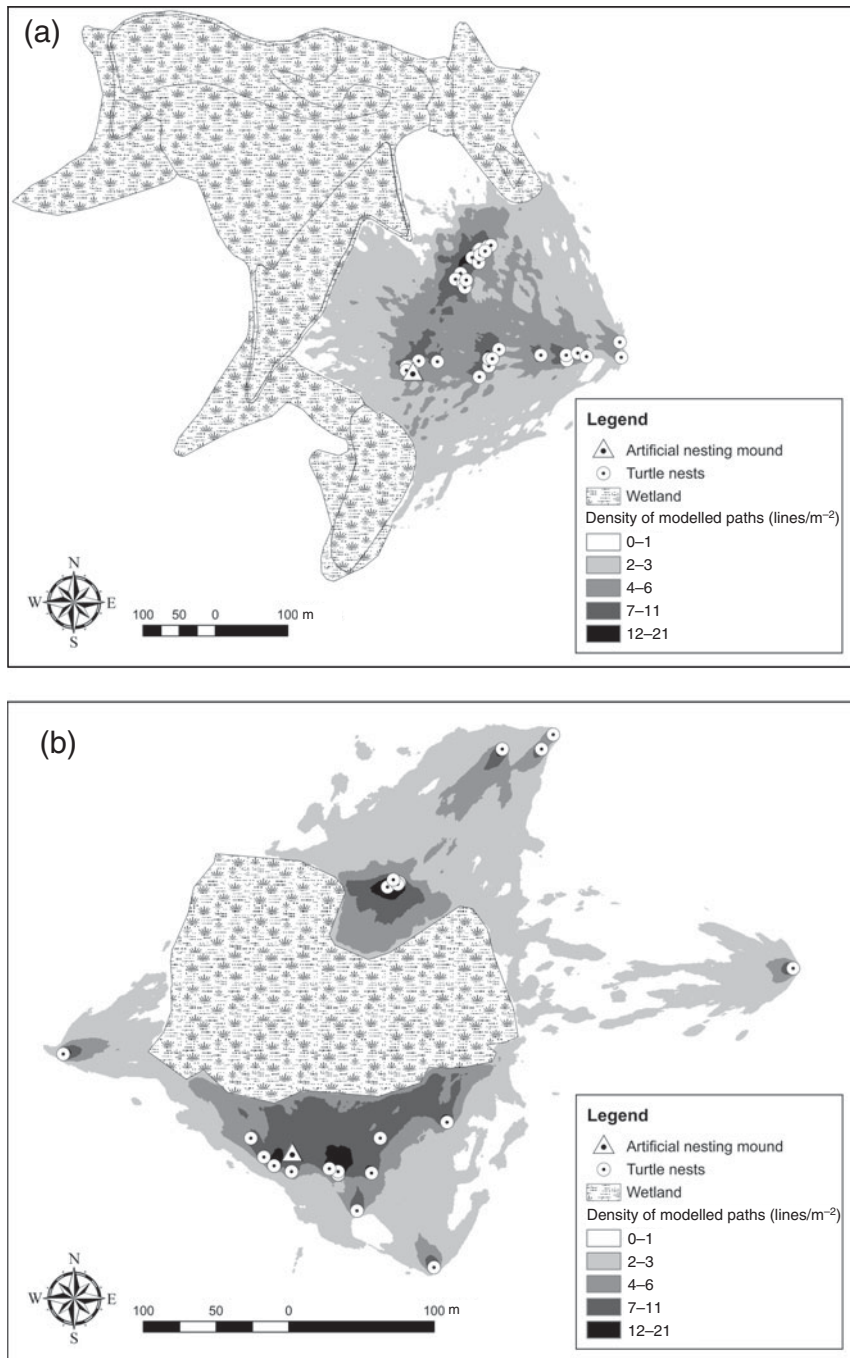 (a)
Legend
Artificial nesting mound
Turtle nests
Wetland
Density of modelled paths (lines/m⁻²)
0–1
2–3
4–6
7–11
12–21
N
W E
S
100 50 0 100 m
(b)
Legend
Artificial nesting mound
Turtle nests
Wetland
Density of modelled paths (lines/m⁻²)
0–1
2–3
4–6
7–11
12–21
N
W E
S
100 50 0 100 m